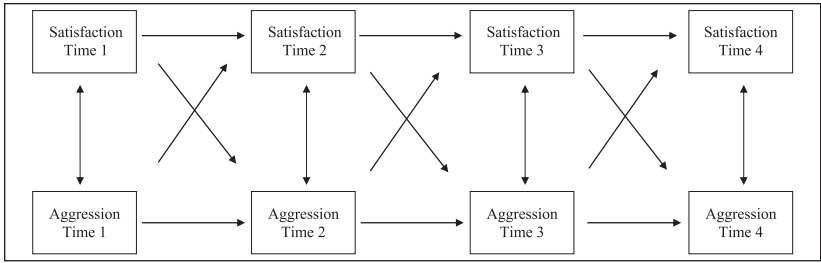 Satisfaction
Time 1
Satisfaction
Time 2
Satisfaction
Time 3
Satisfaction
Time 4
Aggression
Time 1
Aggression
Time 2
Aggression
Time 3
Aggression
Time 4